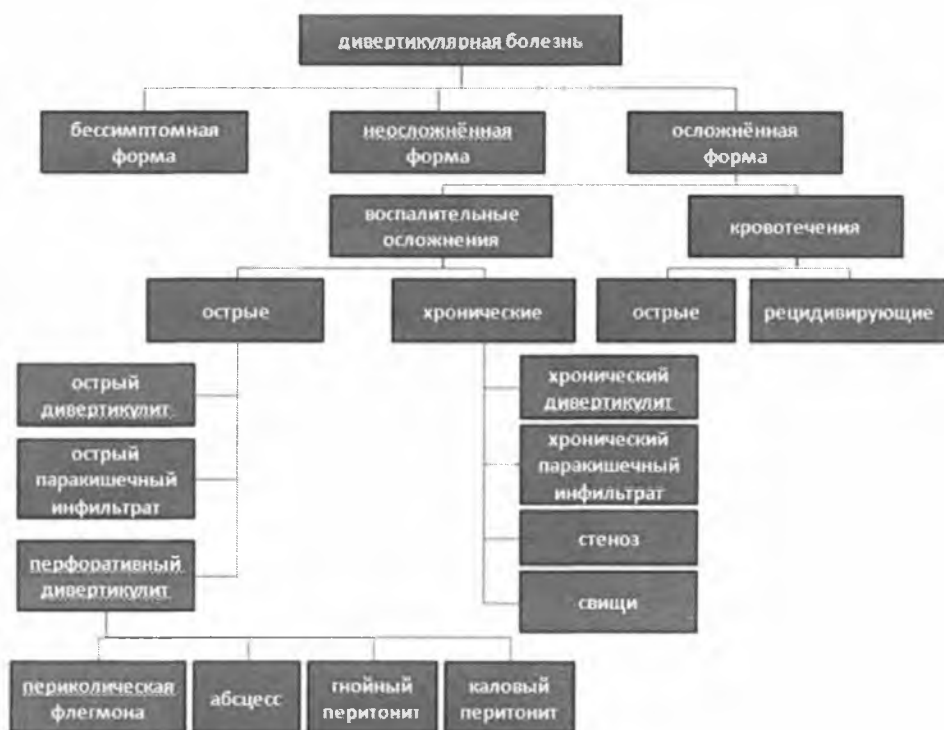 дивертикулярная болезнь
бессимптомная
форма
неосложнённая
форма
осложнённая
форма
воспалительные
осложнения
кровотечения
острые
хронические
острые
рецидивирующие
острый
дивертикулит
острый
паракишечный
инфильтрат
перфоративный
дивертикулит
хронический
дивертикулит
хронический
паракишечный
инфильтрат
стеноз
свищи
периколическая
флегмона
абсцесс
гнойный
перитонит
каловый
перитонит